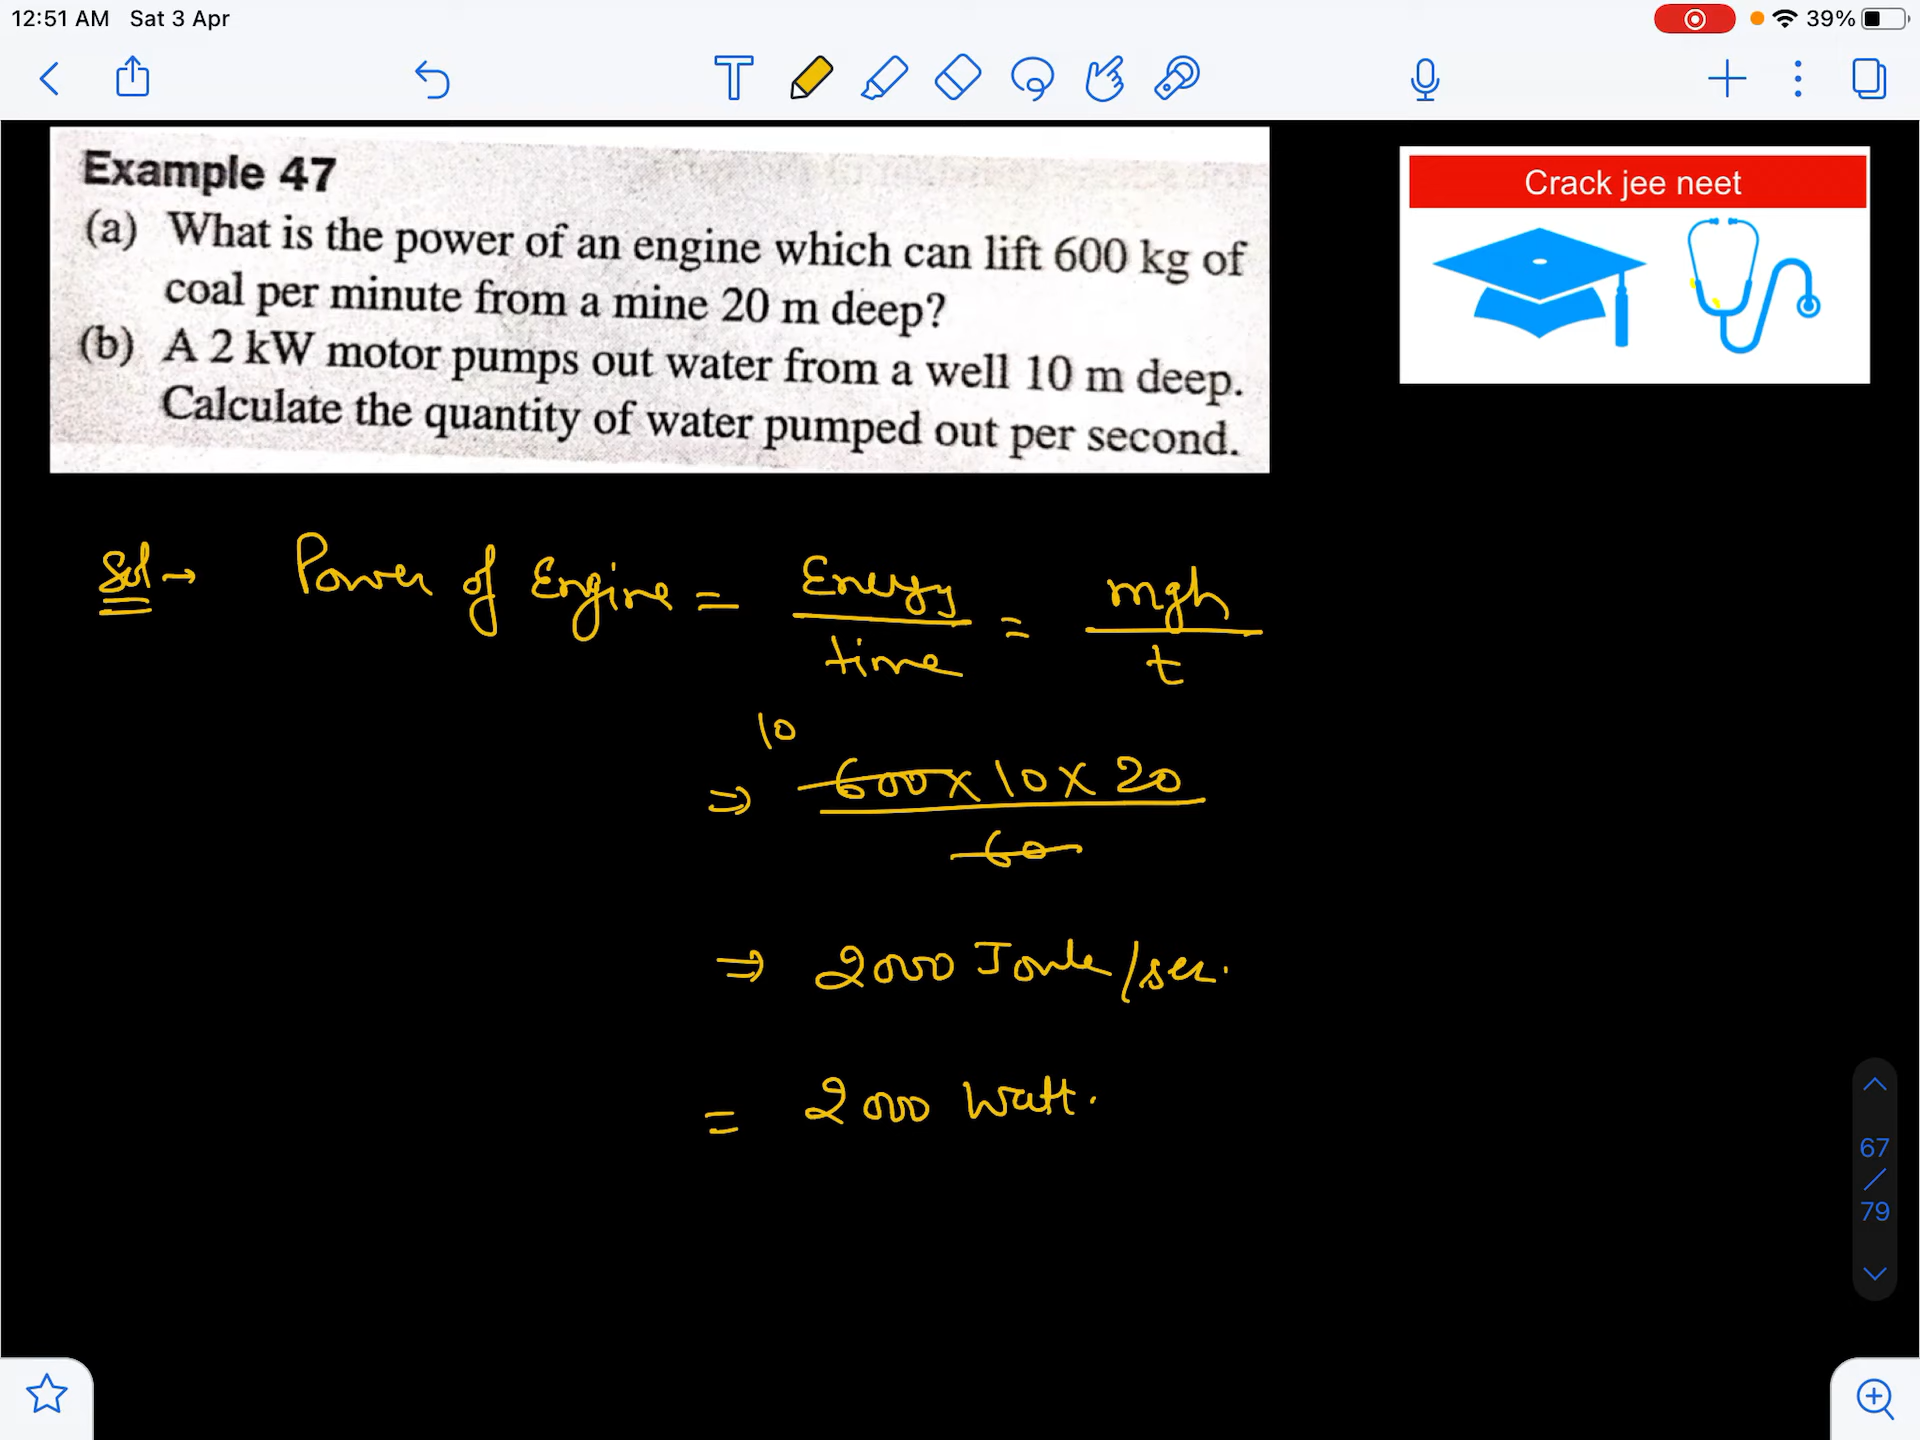 12:51 AM Sat 3 Apr
39%
T
Example 47
(a) What is the power of an engine which can lift 600 kg of
coal per minute from a mine 20 m deep?
(b) A 2 kW motor pumps out water from a well 10 m deep.
Calculate the quantity of water pumped out per second.
Crack jee neet
Sol → Power of Engine = Energy / time = mgh / t
10
⇒ 600 x 10 x 20
60
⇒ 2000 Joule/sec.
= 2000 Watt.
67
/
79